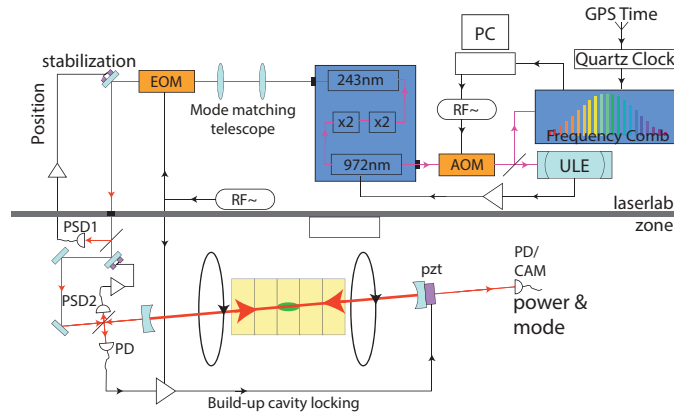 GPS Time
PC
stabilization
Quartz Clock
EOM
243nm
Mode matching
telescope
RF~
x2
x2
Frequency Comb
Position
972nm
AOM
ULE
RF~
laserlab
zone
PSD1
PD/
CAM
pzt
PSD2
power &
mode
PD
Build-up cavity locking